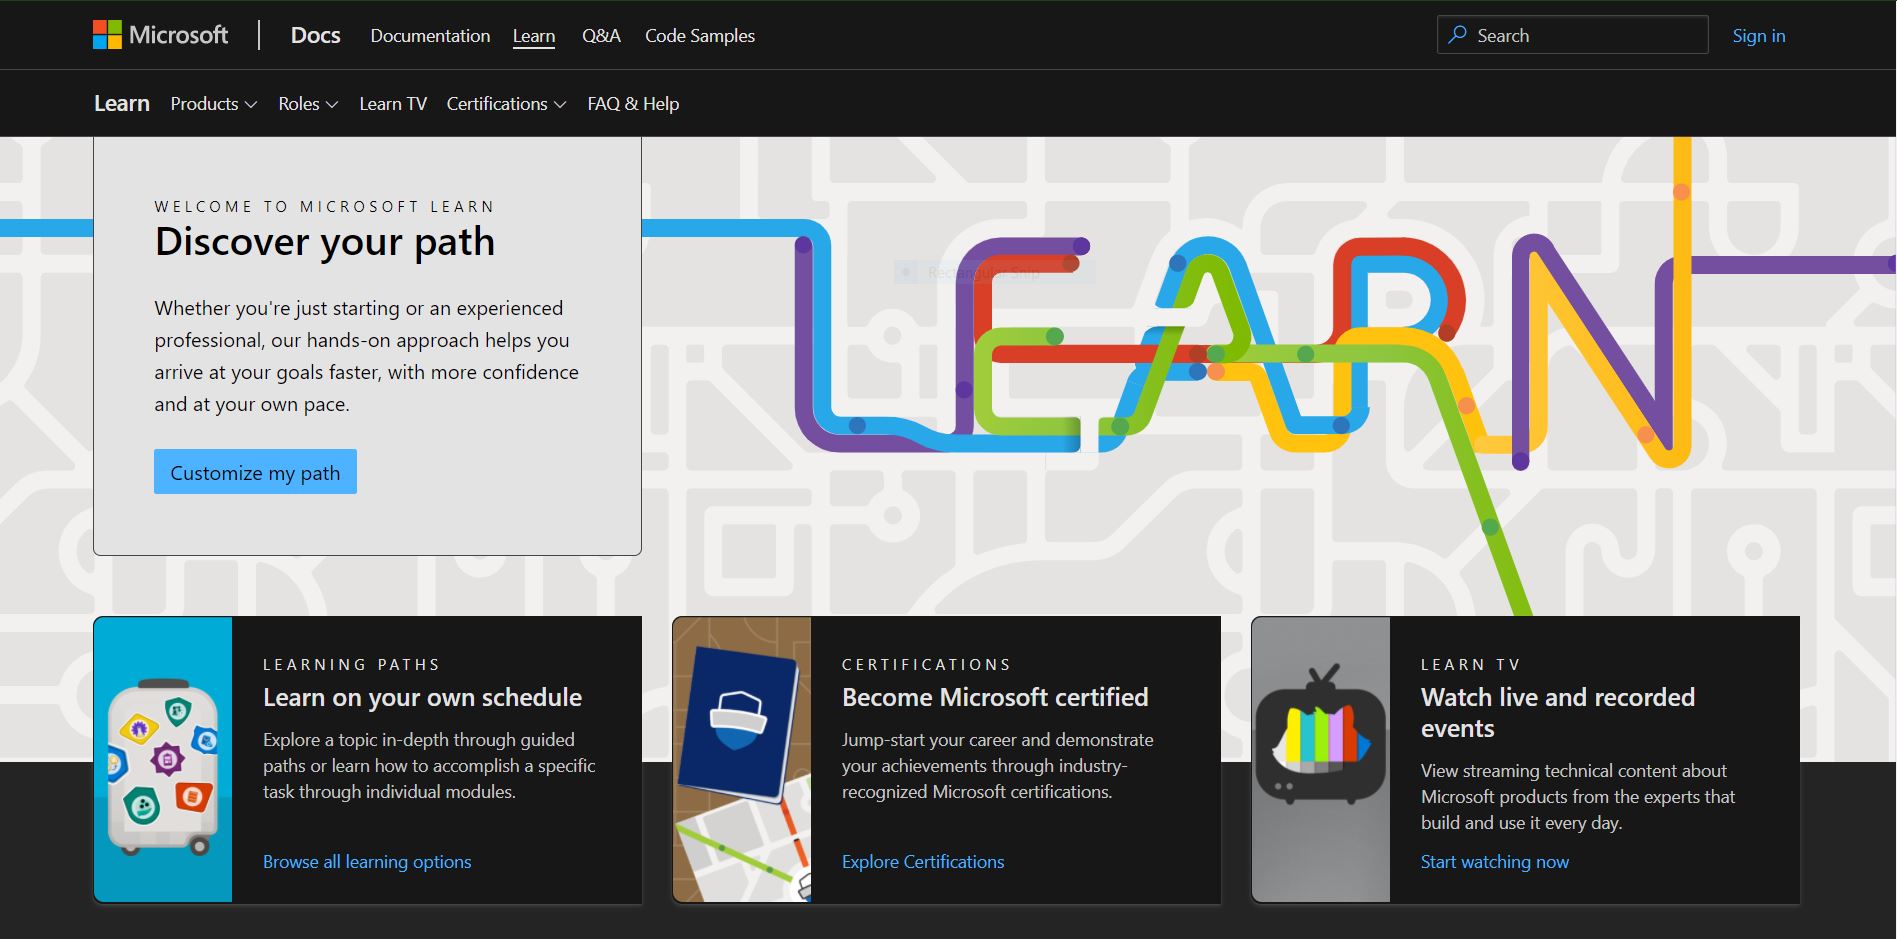 Microsoft
Docs
Documentation
Learn
Q&A
Code Samples
Search
Sign in
Learn
Products
Roles
Learn TV
Certifications
FAQ & Help
WELCOME TO MICROSOFT LEARN
Discover your path
Whether you're just starting or an experienced
professional, our hands-on approach helps you
arrive at your goals faster, with more confidence
and at your own pace.
Customize my path
LEARN
Rectangular Snip
LEARNING PATHS
Learn on your own schedule
Explore a topic in-depth through guided
paths or learn how to accomplish a specific
task through individual modules.
Browse all learning options
CERTIFICATIONS
Become Microsoft certified
Jump-start your career and demonstrate
your achievements through industry-
recognized Microsoft certifications.
Explore Certifications
LEARN TV
Watch live and recorded
events
View streaming technical content about
Microsoft products from the experts that
build and use it every day.
Start watching now